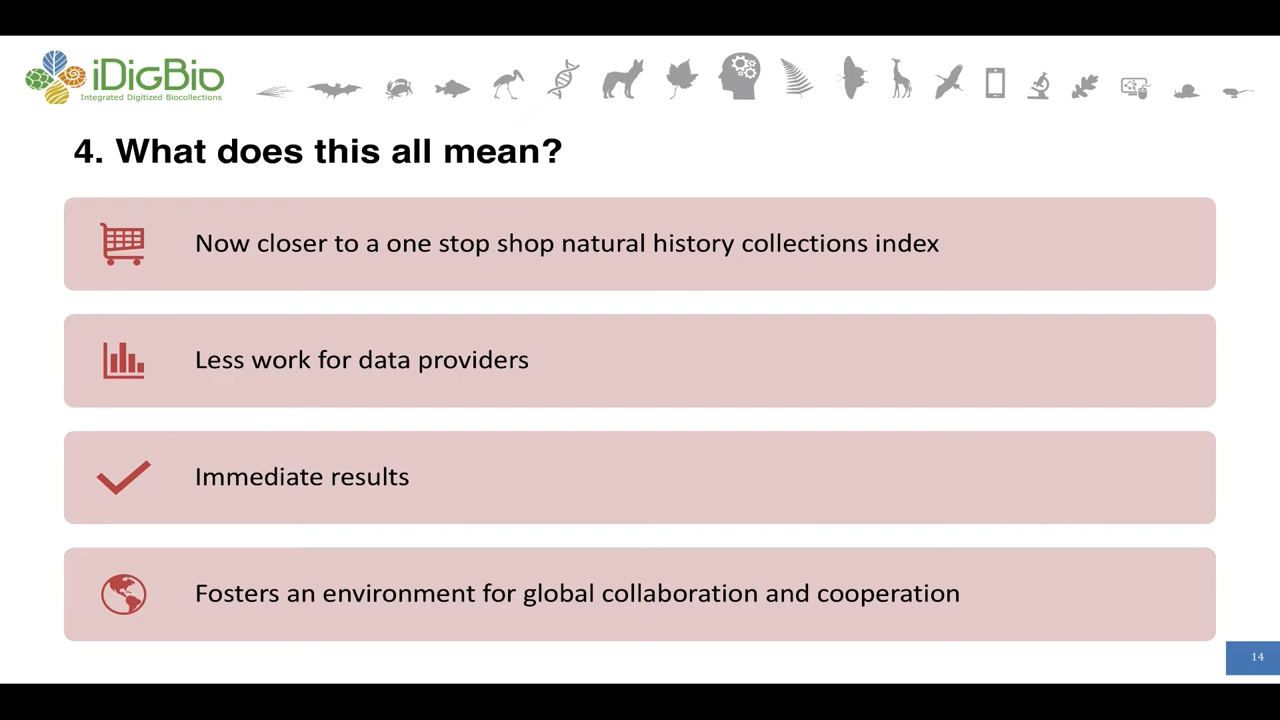 iDigBio
Integrated Digitized Biocollections
4. What does this all mean?
Now closer to a one stop shop natural history collections index
Less work for data providers
Immediate results
Fosters an environment for global collaboration and cooperation
14